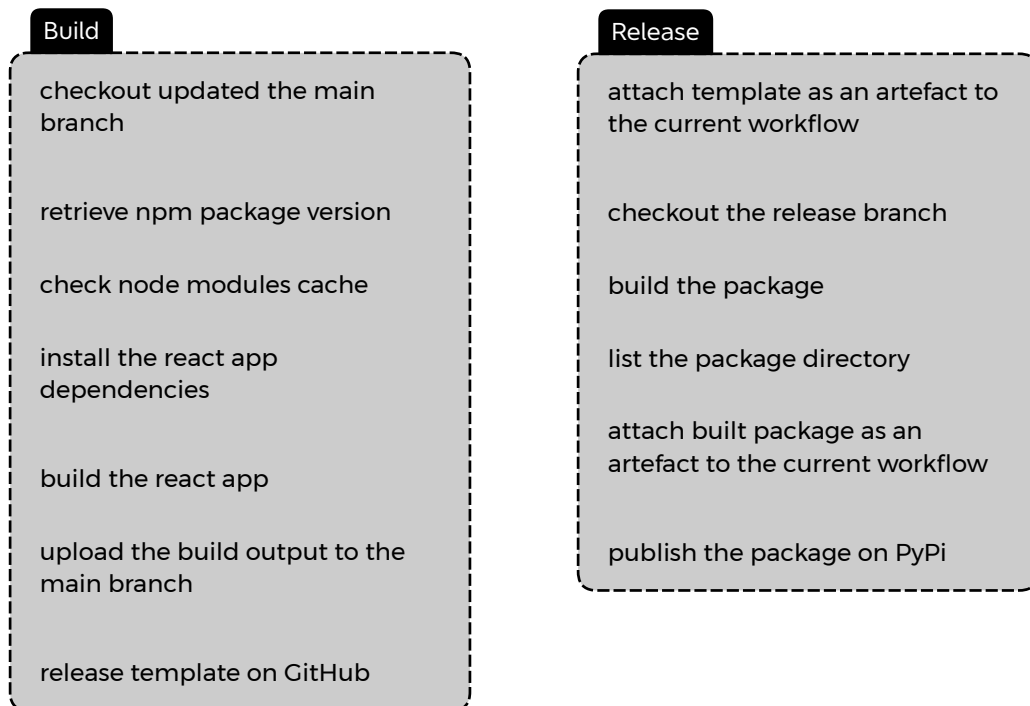 Build
checkout updated the main
branch
retrieve npm package version
check node modules cache
install the react app
dependencies
build the react app
upload the build output to the
main branch
release template on GitHub
Release
attach template as an artefact to
the current workflow
checkout the release branch
build the package
list the package directory
attach built package as an
artefact to the current workflow
publish the package on PyPi